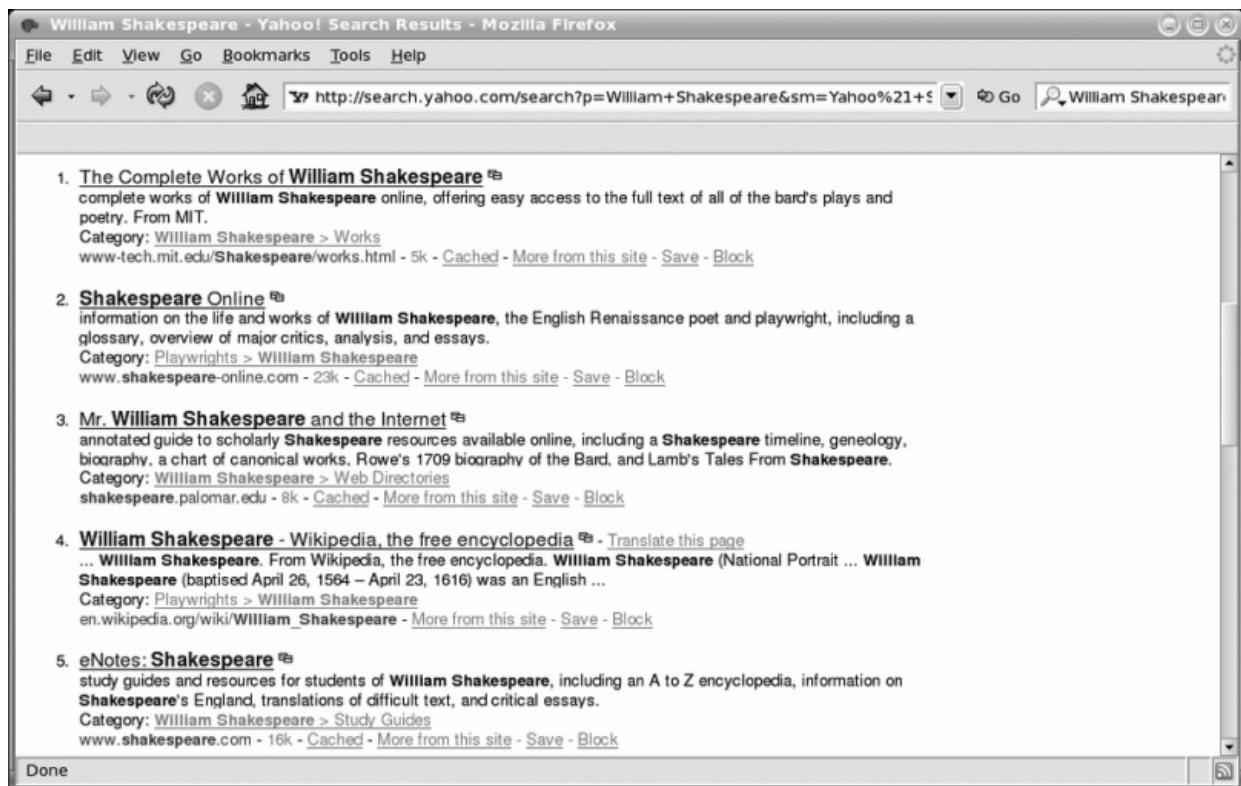 William Shakespeare - Yahoo! Search Results - Mozilla Firefox
File Edit View Go Bookmarks Tools Help
http://search.yahoo.com/search?p=William+Shakespeare&sm=Yahoo%21+S Go William Shakespear
1. The Complete Works of William Shakespeare
complete works of William Shakespeare online, offering easy access to the full text of all of the bard's plays and
poetry. From MIT.
Category: William Shakespeare > Works
www-tech.mit.edu/Shakespeare/works.html - 5k - Cached - More from this site - Save - Block
2. Shakespeare Online
information on the life and works of William Shakespeare, the English Renaissance poet and playwright, including a
glossary, overview of major critics, analysis, and essays.
Category: Playwrights > William Shakespeare
www.shakespeare-online.com - 23k - Cached - More from this site - Save - Block
3. Mr. William Shakespeare and the Internet
annotated guide to scholarly Shakespeare resources available online, including a Shakespeare timeline, geneology,
biography, a chart of canonical works, Rowe's 1709 biography of the Bard, and Lamb's Tales From Shakespeare.
Category: William Shakespeare > Web Directories
shakespeare.palomar.edu - 8k - Cached - More from this site - Save - Block
4. William Shakespeare - Wikipedia, the free encyclopedia - Translate this page
... William Shakespeare. From Wikipedia, the free encyclopedia. William Shakespeare (National Portrait ... William
Shakespeare (baptised April 26, 1564 – April 23, 1616) was an English ...
Category: Playwrights > William Shakespeare
en.wikipedia.org/wiki/William_Shakespeare - More from this site - Save - Block
5. eNotes: Shakespeare
study guides and resources for students of William Shakespeare, including an A to Z encyclopedia, information on
Shakespeare's England, translations of difficult text, and critical essays.
Category: William Shakespeare > Study Guides
www.shakespeare.com - 16k - Cached - More from this site - Save - Block
Done